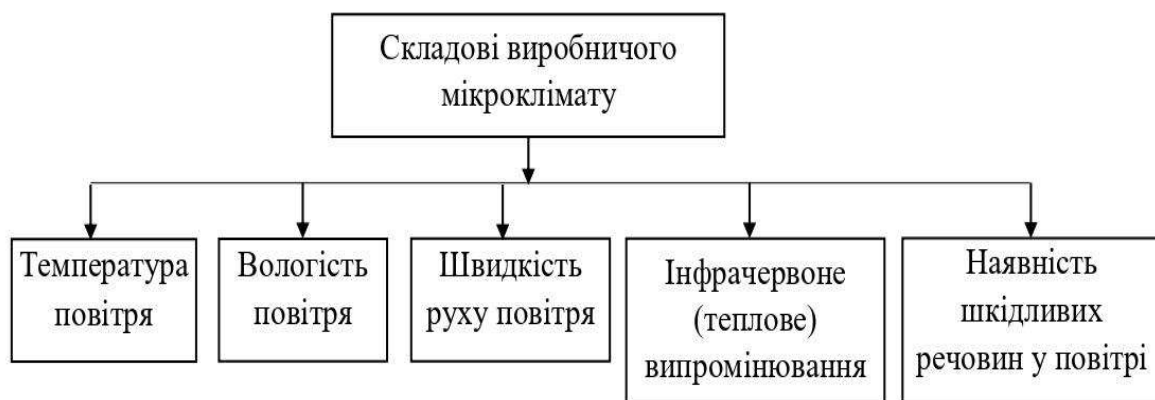 Складові виробничого
мікроклімату
Температура
повітря
Вологість
повітря
Швидкість
руху повітря
Інфрачервоне
(теплове)
випромінювання
Наявність
шкідливих
речовин у повітрі